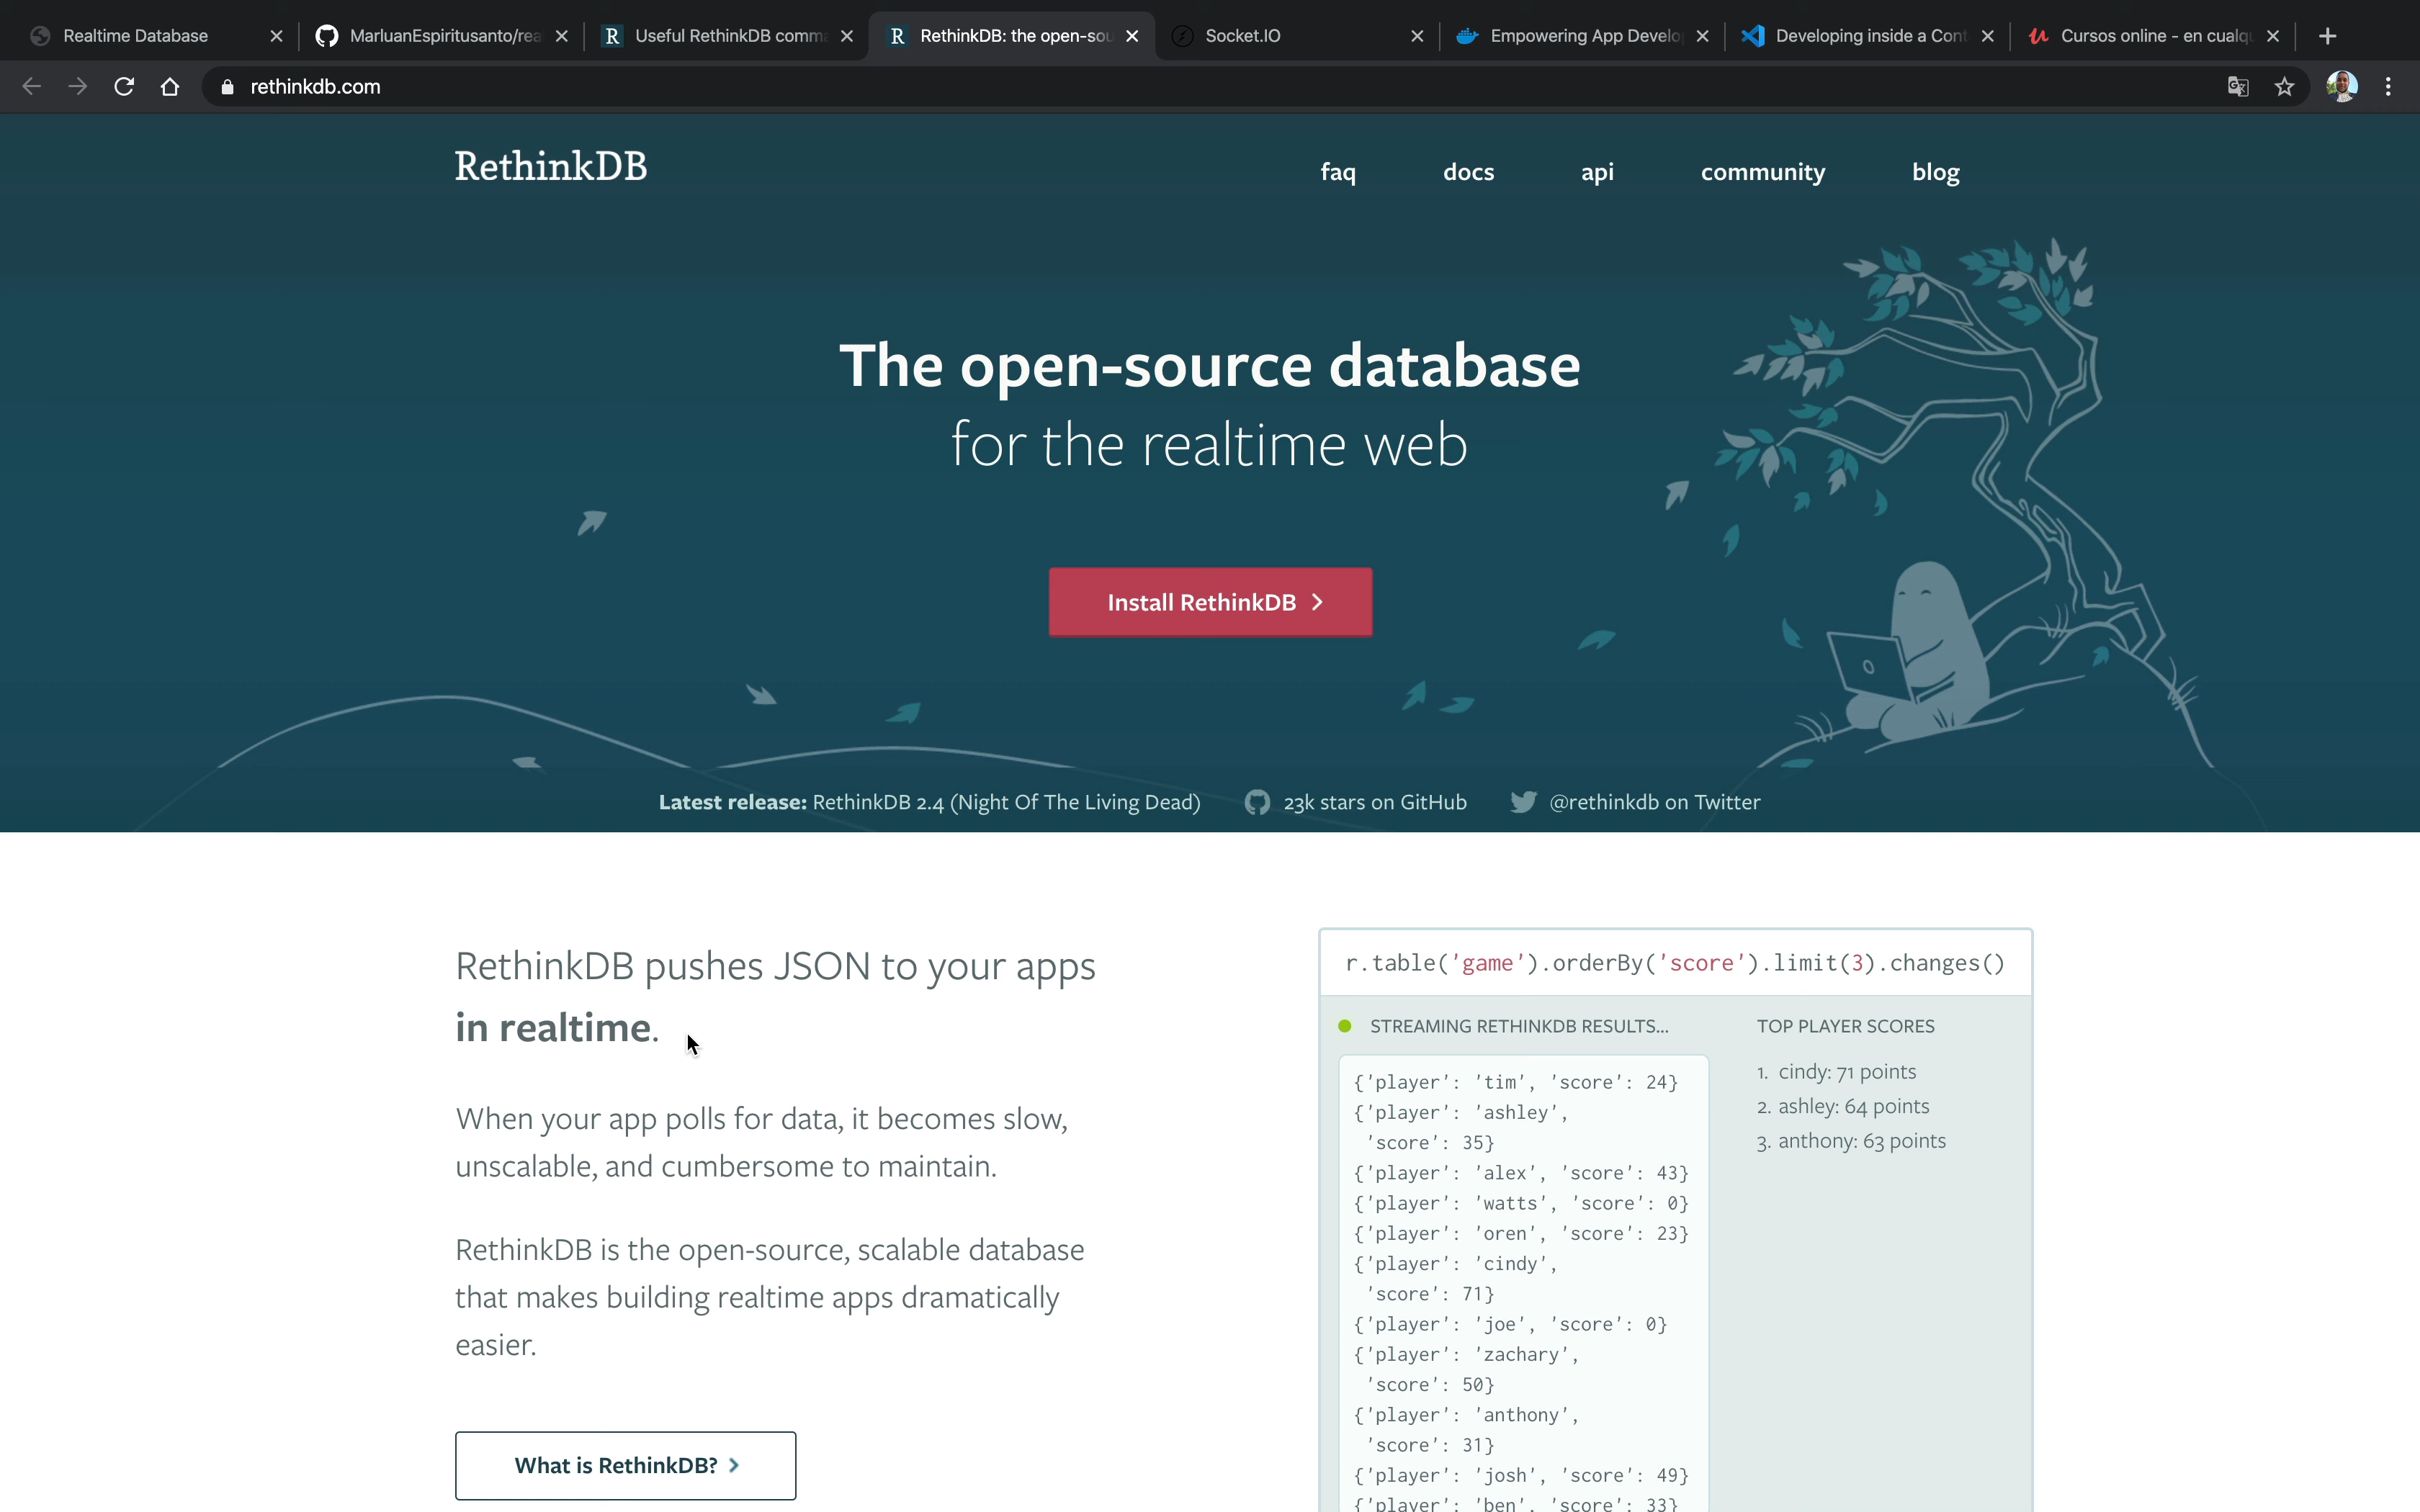 Realtime Database
MarluanEspiritusanto/rea
Useful RethinkDB comma
RethinkDB: the open-sou
Socket.IO
Empowering App Develop
Developing inside a Cont
Cursos online - en cualqu
rethinkdb.com
RethinkDB
faq
docs
api
community
blog
The open-source database
for the realtime web
Install RethinkDB
Latest release: RethinkDB 2.4 (Night Of The Living Dead)
23k stars on GitHub
@rethinkdb on Twitter
RethinkDB pushes JSON to your apps
in realtime.
When your app polls for data, it becomes slow,
unscalable, and cumbersome to maintain.
RethinkDB is the open-source, scalable database
that makes building realtime apps dramatically
easier.
What is RethinkDB?
r.table('game').orderBy('score').limit(3).changes()
STREAMING RETHINKDB RESULTS...
{'player': 'tim', 'score': 24}
{'player': 'ashley',
'score': 35}
{'player': 'alex', 'score': 43}
{'player': 'watts', 'score': 0}
{'player': 'oren', 'score': 23}
{'player': 'cindy',
'score': 71}
{'player': 'joe', 'score': 0}
{'player': 'zachary',
'score': 50}
{'player': 'anthony',
'score': 31}
{'player': 'josh', 'score': 49}
{'player': 'ben', 'score': 33}
TOP PLAYER SCORES
1. cindy: 71 points
2. ashley: 64 points
3. anthony: 63 points